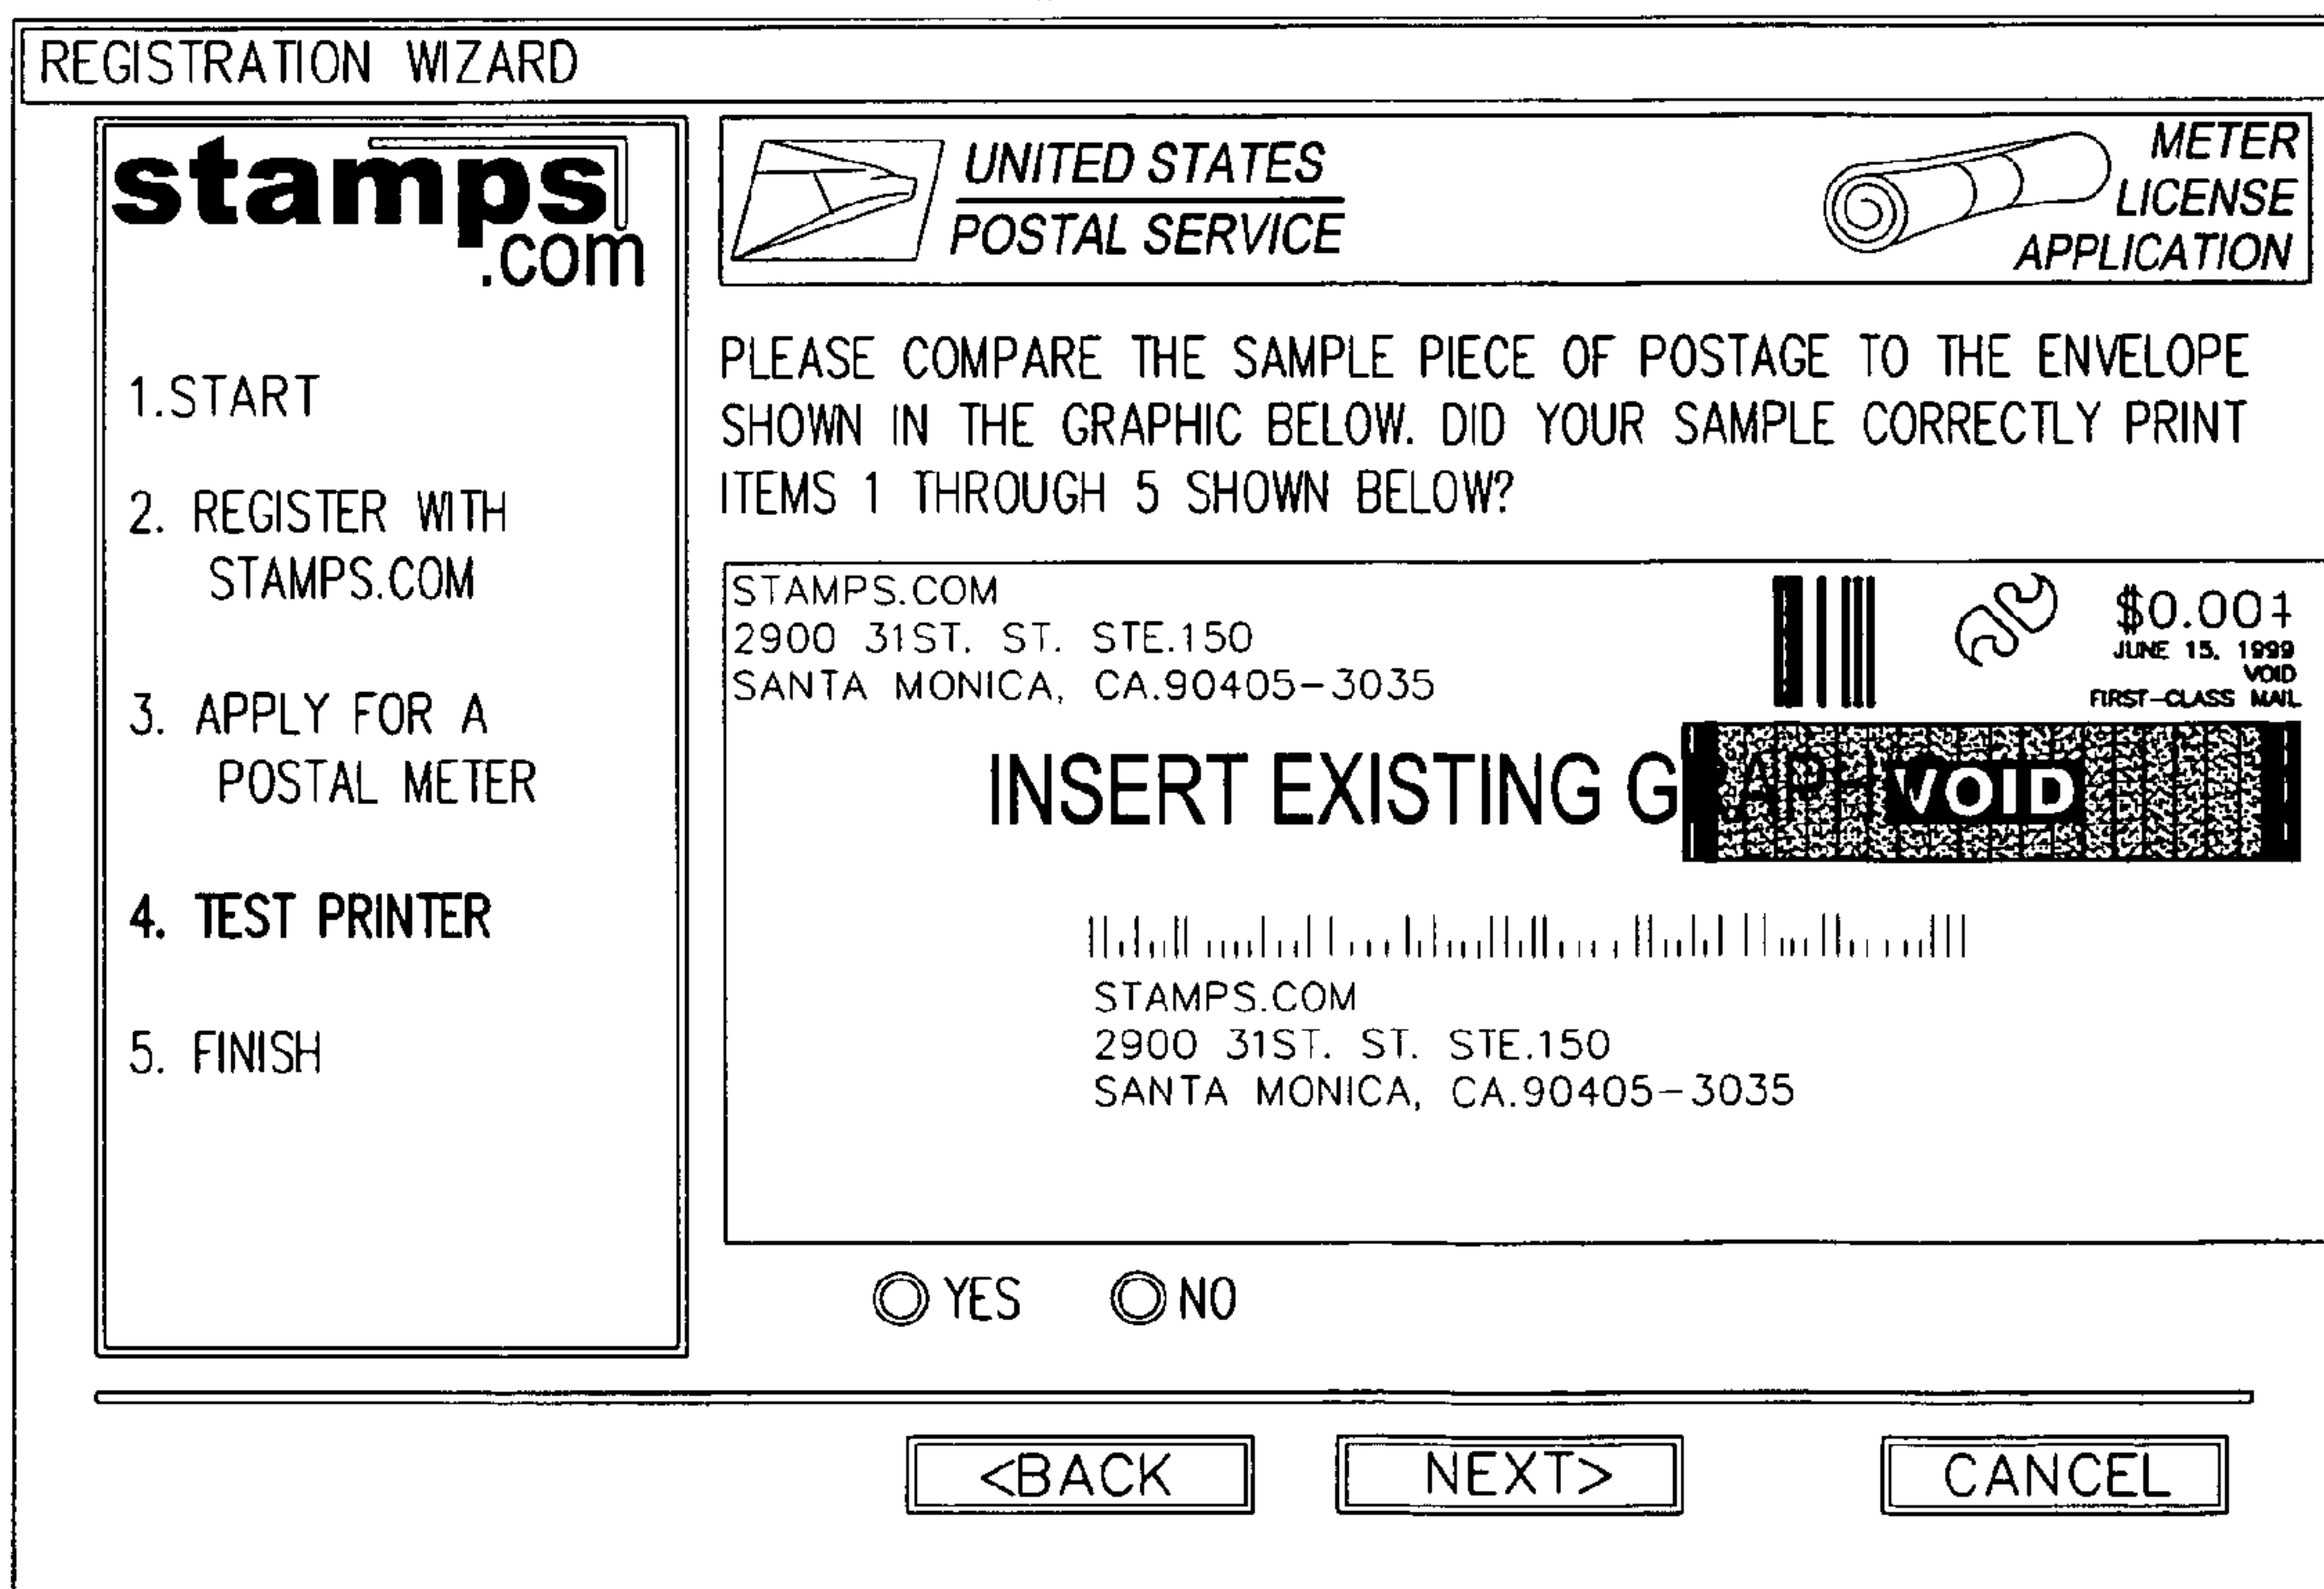 REGISTRATION WIZARD
stamps
.com
1.START
2. REGISTER WITH
STAMPS.COM
3. APPLY FOR A
POSTAL METER
4. TEST PRINTER
5. FINISH
UNITED STATES
POSTAL SERVICE
METER
LICENSE
APPLICATION
PLEASE COMPARE THE SAMPLE PIECE OF POSTAGE TO THE ENVELOPE
SHOWN IN THE GRAPHIC BELOW. DID YOUR SAMPLE CORRECTLY PRINT
ITEMS 1 THROUGH 5 SHOWN BELOW?
STAMPS.COM
2900 31ST. ST. STE.150
SANTA MONICA, CA.90405-3035
$0.00‡
JUNE 15, 1999
VOID
FIRST-CLASS MAIL
INSERT EXISTING GRAPH
VOID
STAMPS.COM
2900 31ST. ST. STE.150
SANTA MONICA, CA.90405-3035
YES NO
<BACK NEXT> CANCEL